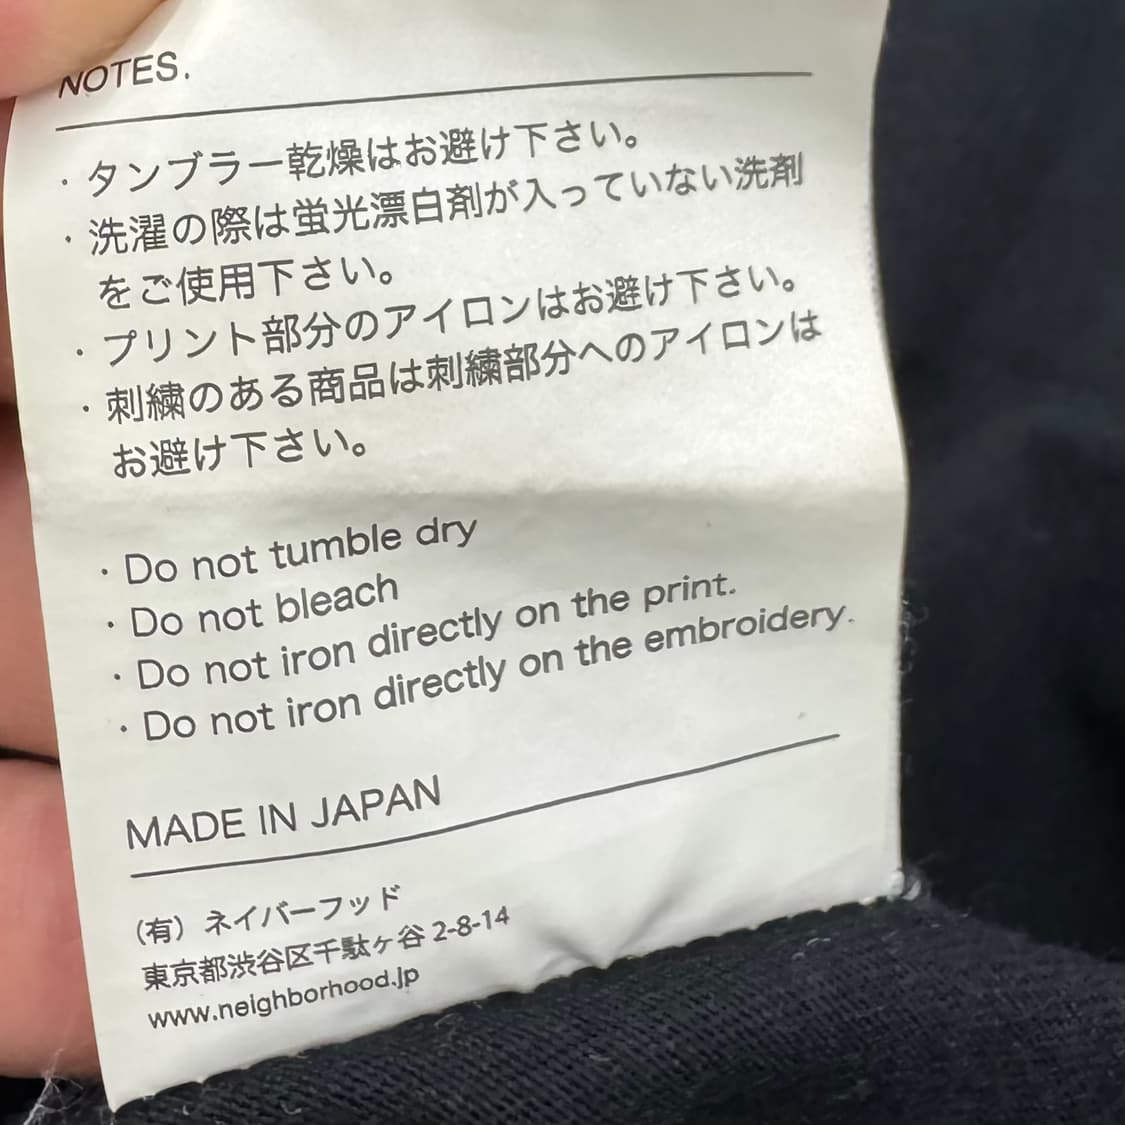 NOTES.
・タンブラー乾燥はお避け下さい。
・洗濯の際は蛍光漂白剤が入っていない洗剤
をご使用下さい。
・プリント部分のアイロンはお避け下さい。
・刺繍のある商品は刺繍部分へのアイロンは
お避け下さい。
・Do not tumble dry
・Do not bleach
・Do not iron directly on the print.
・Do not iron directly on the embroidery.
MADE IN JAPAN
（有）ネイバーフッド
東京都渋谷区千駄ヶ谷 2-8-14
www.neighborhood.jp